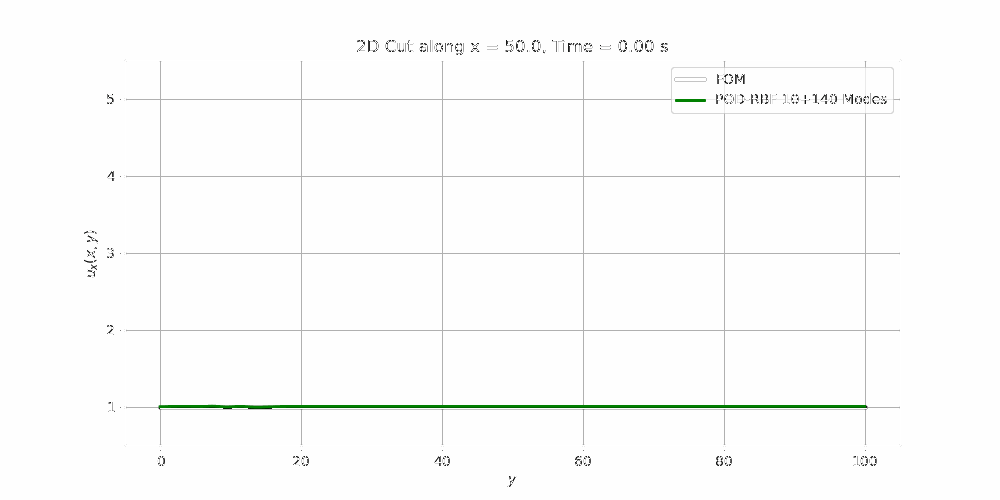 2D Cut along x = 50.0, Time = 0.00 s
FOM
POD-RBF 10+140 Modes
5
4
3
2
1
u_x(x, y)
0 20 40 60 80 100
y